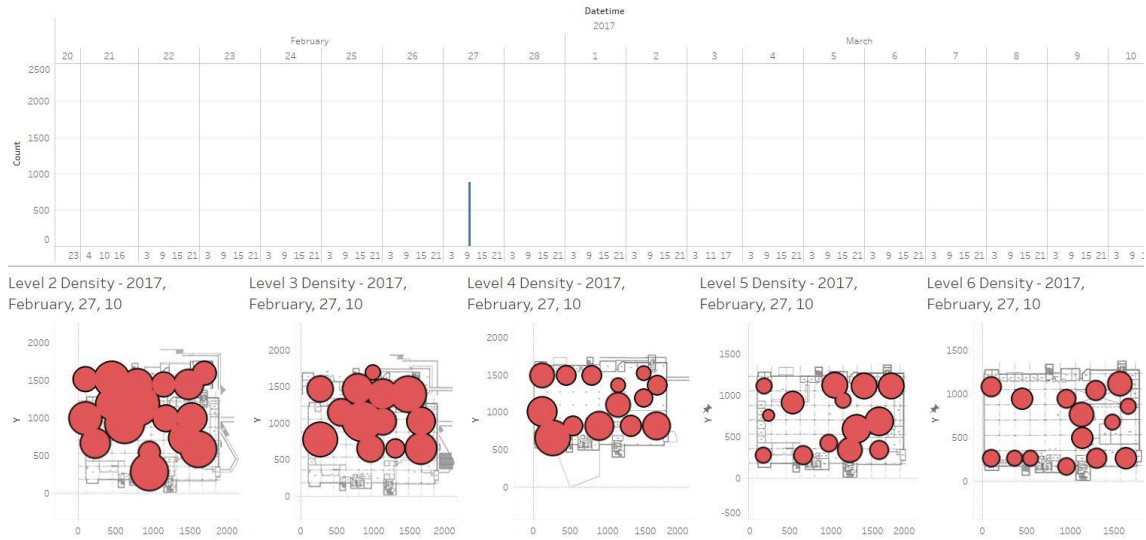 Datetime
2017
February March
20 21 22 23 24 25 26 27 28 1 2 3 4 5 6 7 8 9 10
2500
2000
1500
1000
500
0
Count
23 4 10 16 3 9 15 21 3 9 15 21 3 9 15 21 3 9 15 21 3 9 15 21 3 9 15 21 3 9 15 21 3 9 15 21 3 9 15 21 3 11 17 3 9 15 21 3 9 15 21 3 9 15 21 3 9 15 21 3 9 15 21 3 9 15 21 3 9
Level 2 Density - 2017, Level 3 Density - 2017, Level 4 Density - 2017, Level 5 Density - 2017, Level 6 Density - 2017,
February, 27, 10 February, 27, 10 February, 27, 10 February, 27, 10 February, 27, 10
2000 2000 2000 1500 1500
1500 1500 1500 1000 1000
1000 1000 1000 500 500
500 500 500 0 0
0 0 0 -500
Y Y Y Y Y
0 500 1000 1500 2000 0 500 1000 1500 2000 0 500 1000 1500 2000 0 500 1000 1500 2000 0 500 1000 1500